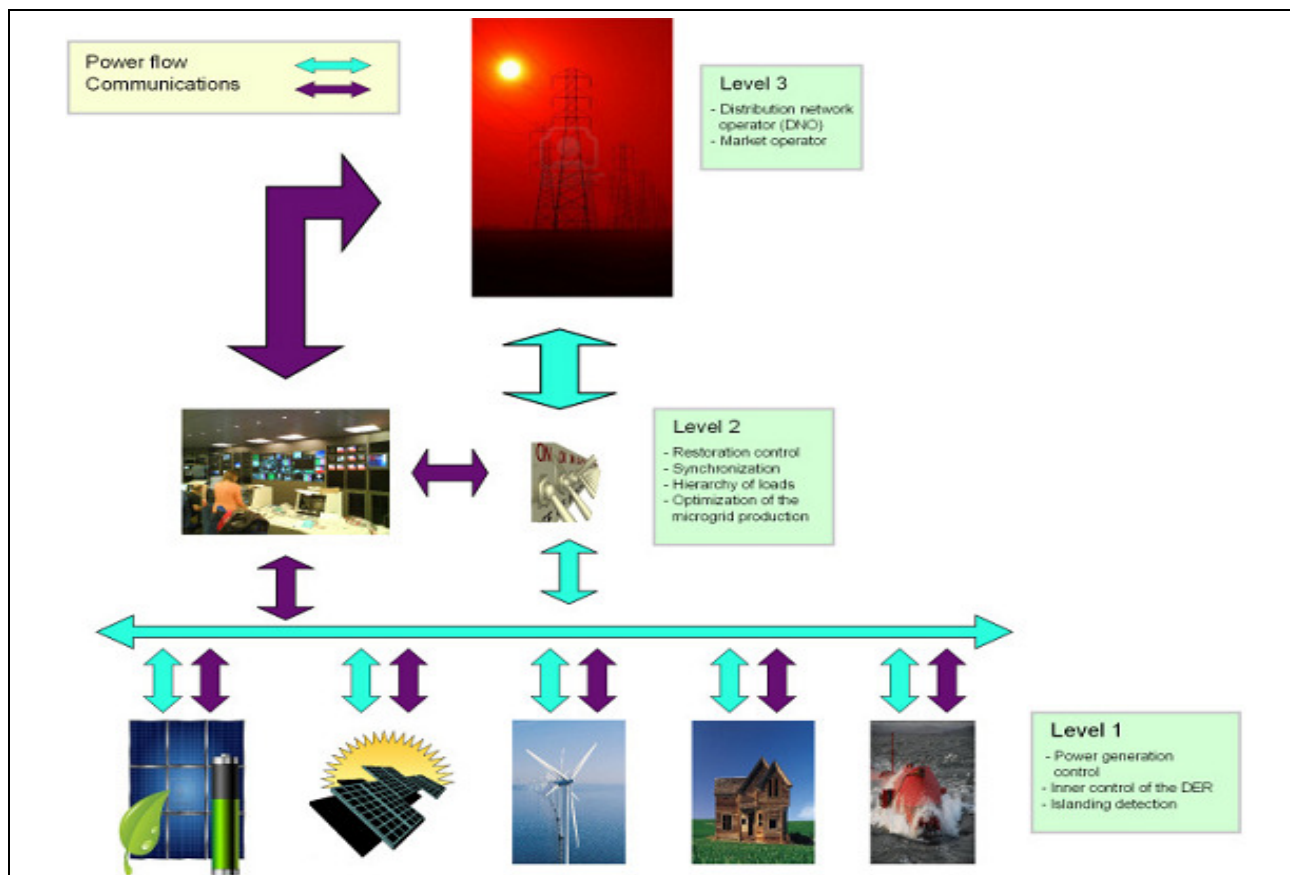 Power flow
Communications
Level 3
- Distribution network
operator (DNO)
- Market operator
Level 2
- Restoration control
- Synchronization
- Hierarchy of loads
- Optimization of the
microgrid production
ON
Level 1
- Power generation
control
- Inner control of the DER
- Islanding detection